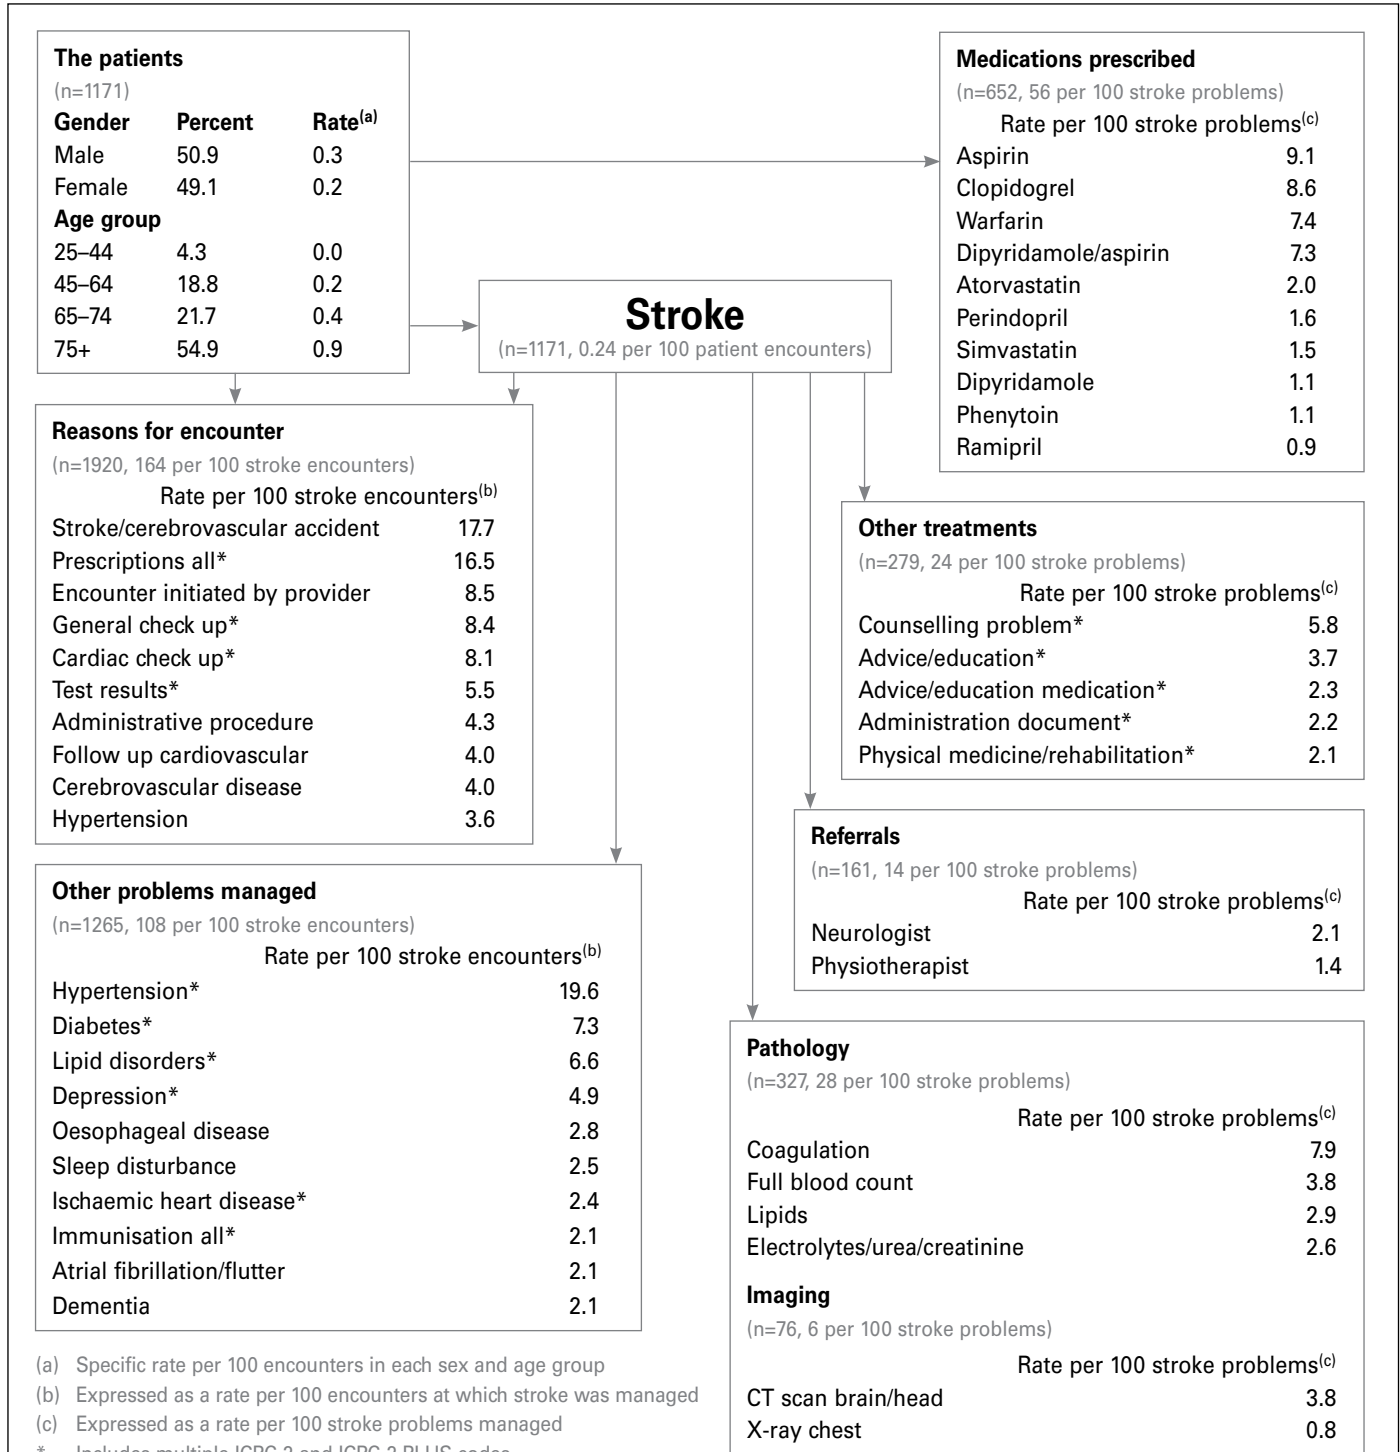 The patients
(n=1171)
Gender Percent Rate(a)
Male 50.9 0.3
Female 49.1 0.2
Age group
25–44 4.3 0.0
45–64 18.8 0.2
65–74 21.7 0.4
75+ 54.9 0.9
Stroke
(n=1171, 0.24 per 100 patient encounters)
Reasons for encounter
(n=1920, 164 per 100 stroke encounters)
Rate per 100 stroke encounters(b)
Stroke/cerebrovascular accident 17.7
Prescriptions all* 16.5
Encounter initiated by provider 8.5
General check up* 8.4
Cardiac check up* 8.1
Test results* 5.5
Administrative procedure 4.3
Follow up cardiovascular 4.0
Cerebrovascular disease 4.0
Hypertension 3.6
Other problems managed
(n=1265, 108 per 100 stroke encounters)
Rate per 100 stroke encounters(b)
Hypertension* 19.6
Diabetes* 7.3
Lipid disorders* 6.6
Depression* 4.9
Oesophageal disease 2.8
Sleep disturbance 2.5
Ischaemic heart disease* 2.4
Immunisation all* 2.1
Atrial fibrillation/flutter 2.1
Dementia 2.1
Medications prescribed
(n=652, 56 per 100 stroke problems)
Rate per 100 stroke problems(c)
Aspirin 9.1
Clopidogrel 8.6
Warfarin 7.4
Dipyridamole/aspirin 7.3
Atorvastatin 2.0
Perindopril 1.6
Simvastatin 1.5
Dipyridamole 1.1
Phenytoin 1.1
Ramipril 0.9
Other treatments
(n=279, 24 per 100 stroke problems)
Rate per 100 stroke problems(c)
Counselling problem* 5.8
Advice/education* 3.7
Advice/education medication* 2.3
Administration document* 2.2
Physical medicine/rehabilitation* 2.1
Referrals
(n=161, 14 per 100 stroke problems)
Rate per 100 stroke problems(c)
Neurologist 2.1
Physiotherapist 1.4
Pathology
(n=327, 28 per 100 stroke problems)
Rate per 100 stroke problems(c)
Coagulation 7.9
Full blood count 3.8
Lipids 2.9
Electrolytes/urea/creatinine 2.6
Imaging
(n=76, 6 per 100 stroke problems)
Rate per 100 stroke problems(c)
CT scan brain/head 3.8
X-ray chest 0.8
(a) Specific rate per 100 encounters in each sex and age group
(b) Expressed as a rate per 100 encounters at which stroke was managed
(c) Expressed as a rate per 100 stroke problems managed